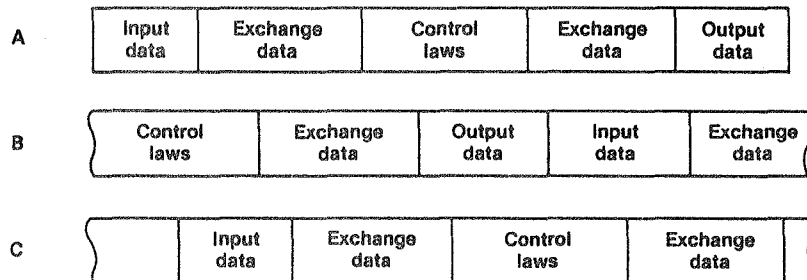 A
Input data
Exchange data
Control laws
Exchange data
Output data
B
Control laws
Exchange data
Output data
Input data
Exchange data
C
Input data
Exchange data
Control laws
Exchange data